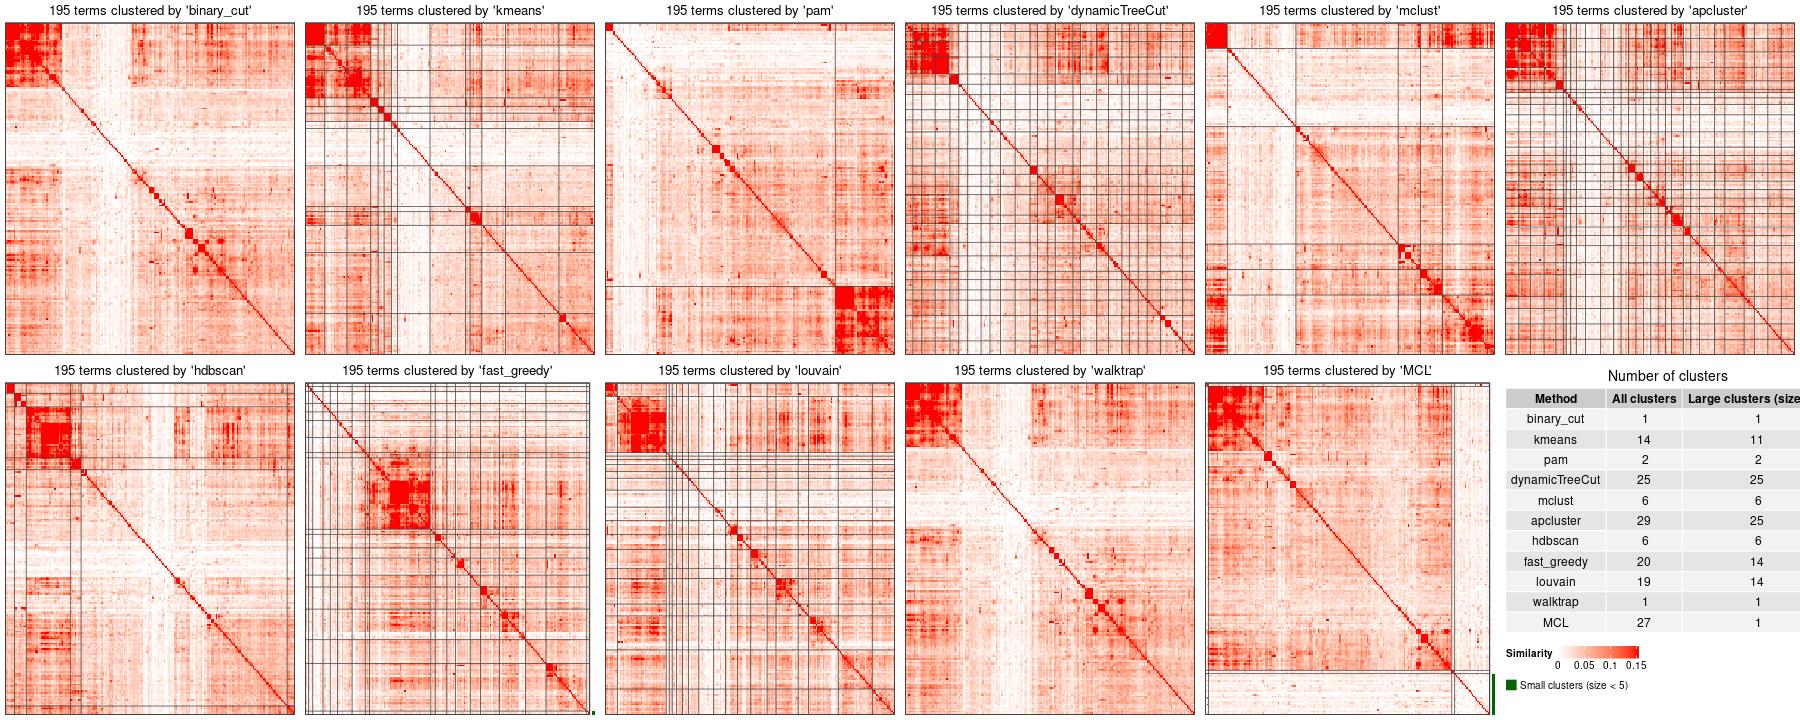 195 terms clustered by 'binary_cut'
195 terms clustered by 'kmeans'
195 terms clustered by 'pam'
195 terms clustered by 'dynamicTreeCut'
195 terms clustered by 'mclust'
195 terms clustered by 'apcluster'
195 terms clustered by 'hdbscan'
195 terms clustered by 'fast_greedy'
195 terms clustered by 'louvain'
195 terms clustered by 'walktrap'
195 terms clustered by 'MCL'
Number of clusters
Method All clusters Large clusters (size
binary_cut 1 1
kmeans 14 11
pam 2 2
dynamicTreeCut 25 25
mclust 6 6
apcluster 29 25
hdbscan 6 6
fast_greedy 20 14
louvain 19 14
walktrap 1 1
MCL 27 1
Similarity
0 0.05 0.1 0.15
Small clusters (size < 5)